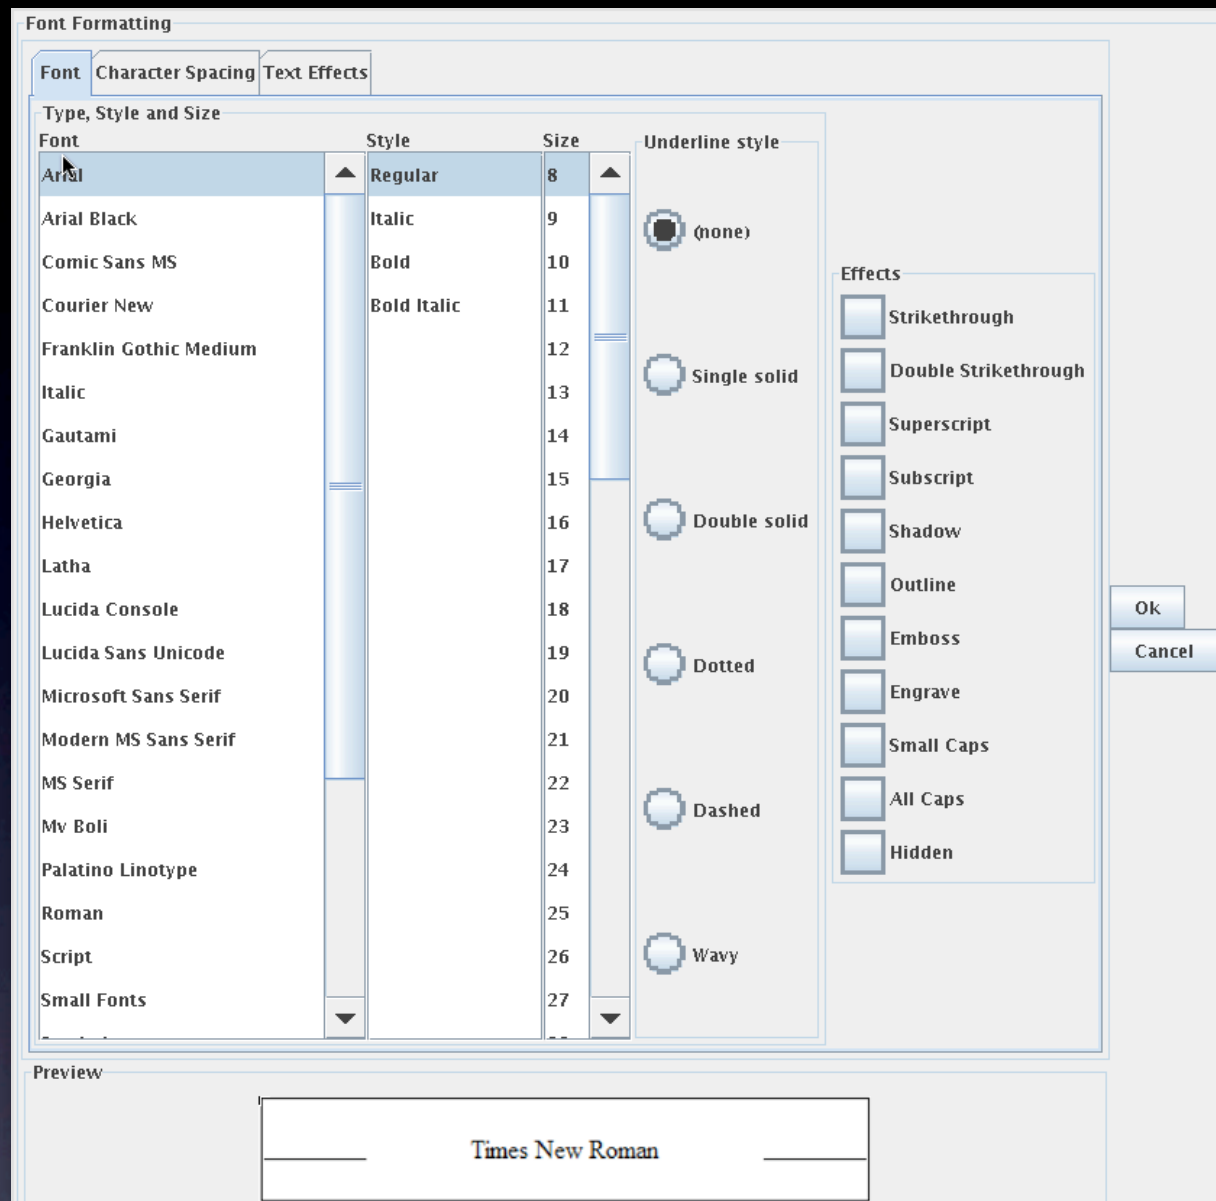 Font Formatting
Font Character Spacing Text Effects
Type, Style and Size
Font Style Size Underline style
Arial Regular 8
Arial Black Italic 9
(none)
Comic Sans MS Bold 10
Effects
Courier New Bold Italic 11
Strikethrough
Franklin Gothic Medium 12
Double Strikethrough
Single solid
Italic 13
Superscript
Gautami 14
Georgia 15
Subscript
Helvetica 16
Double solid
Shadow
Latha 17
Outline
Lucida Console 18
Ok
Emboss
Lucida Sans Unicode 19
Cancel
Dotted
Microsoft Sans Serif 20
Engrave
Modern MS Sans Serif 21
Small Caps
MS Serif 22
All Caps
Dashed
Mv Boli 23
Hidden
Palatino Linotype 24
Roman 25
Script 26
Wavy
Small Fonts 27
Preview
Times New Roman